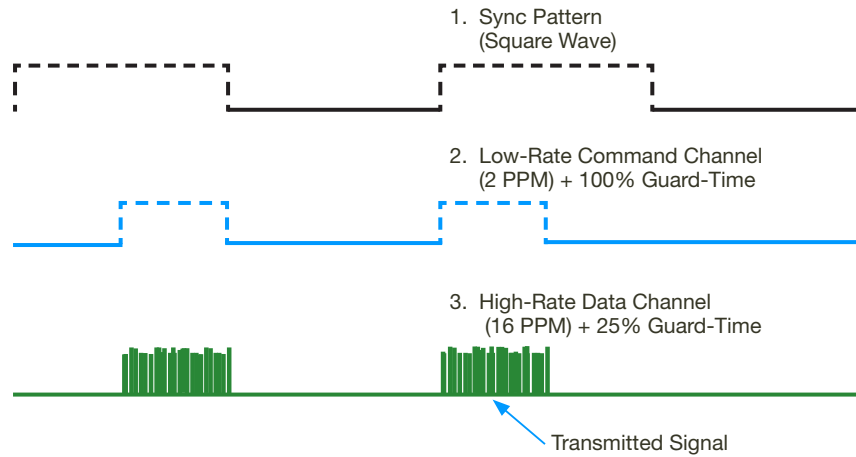 1. Sync Pattern
(Square Wave)
2. Low-Rate Command Channel
(2 PPM) + 100% Guard-Time
3. High-Rate Data Channel
(16 PPM) + 25% Guard-Time
Transmitted Signal